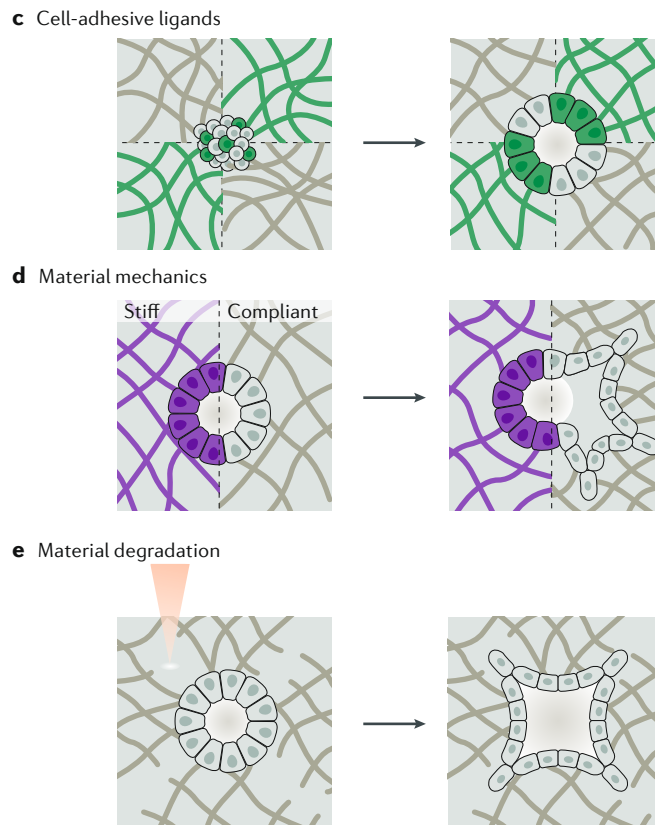 c Cell-adhesive ligands
d Material mechanics
Stiff Compliant
e Material degradation